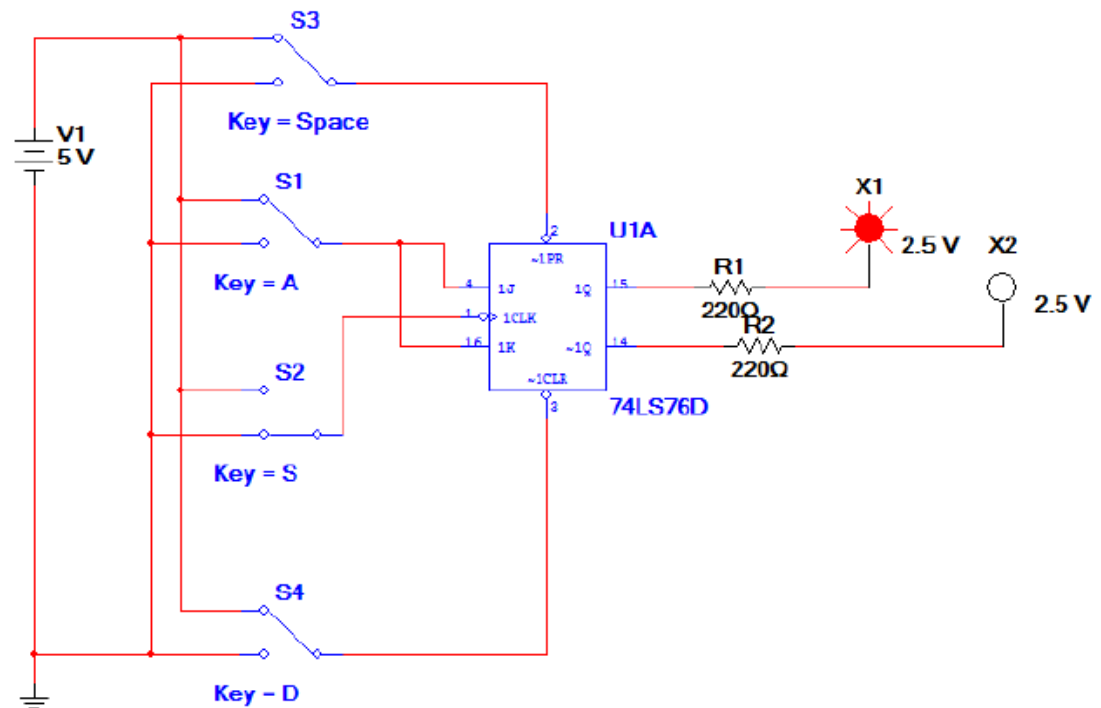 S3
Key = Space
V1
5 V
S1
Key = A
X1
2.5 V
X2
2.5 V
U1A
2
~1PR
4
1J
1Q
15
R1
220Ω
1
1CLK
16
1K
~1Q
14
R2
220Ω
~1CLR
3
74LS76D
S2
Key = S
S4
Key = D